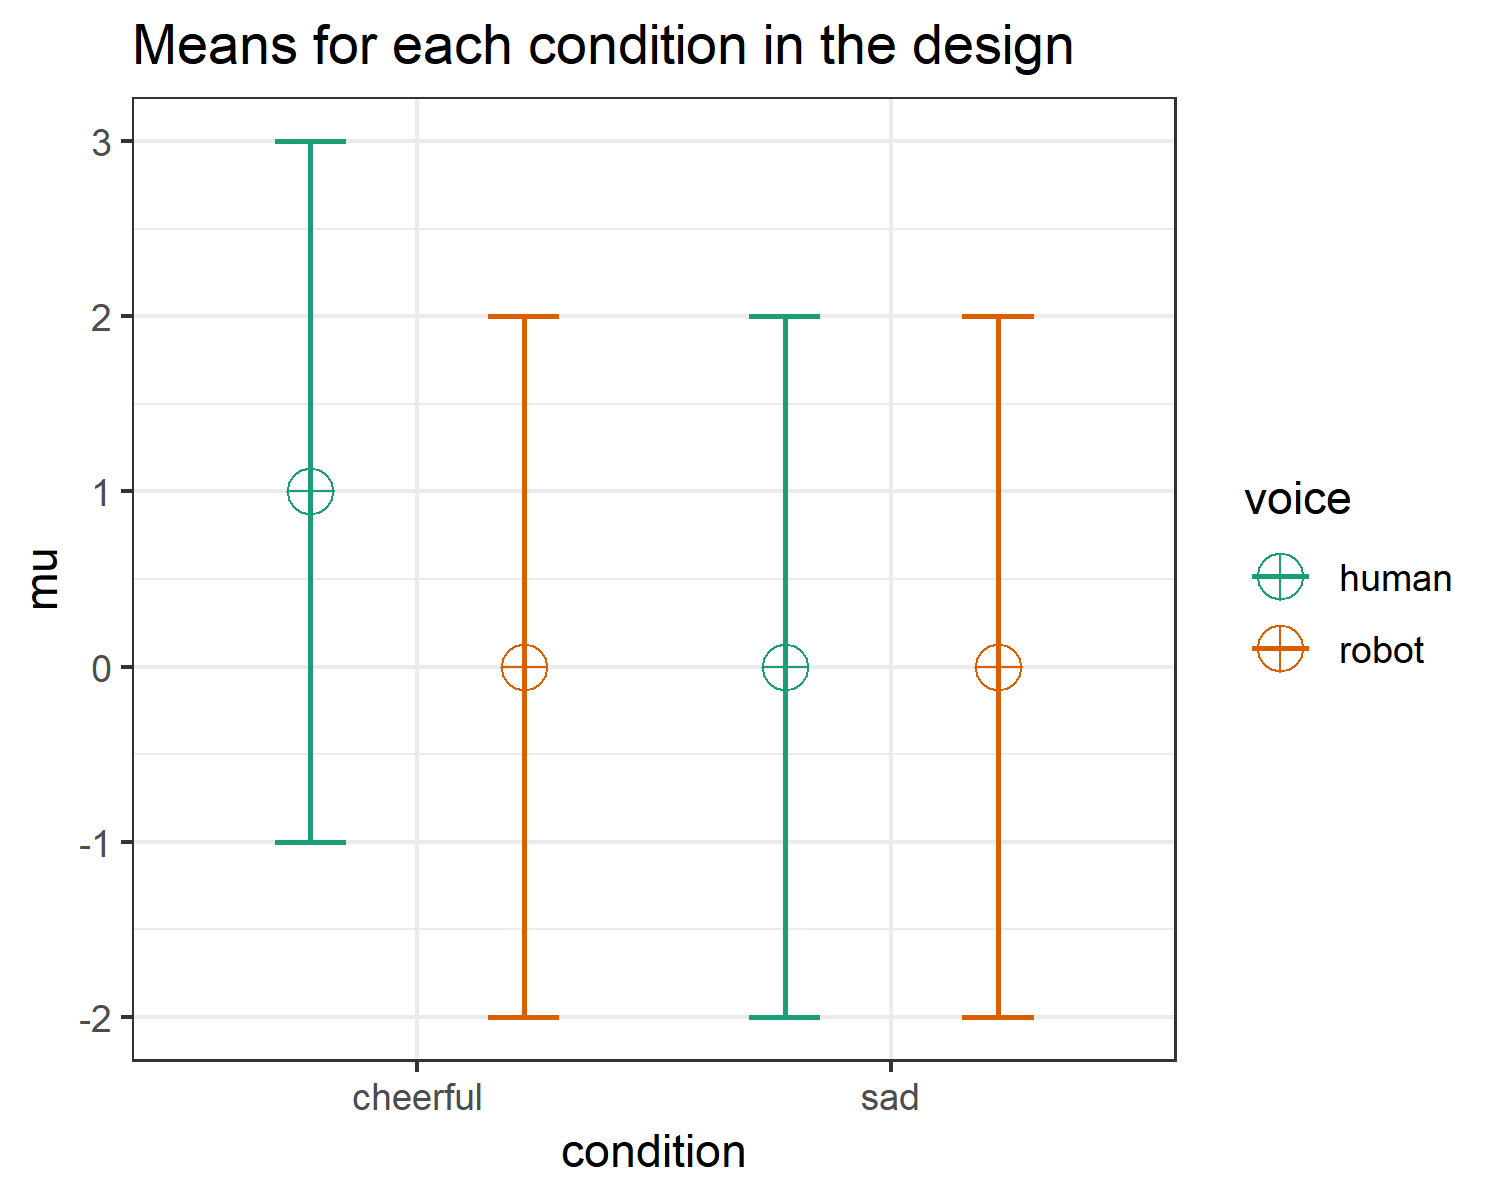 Means for each condition in the design
3
2
1
0
-1
-2
mu
cheerful
sad
condition
voice
human
robot